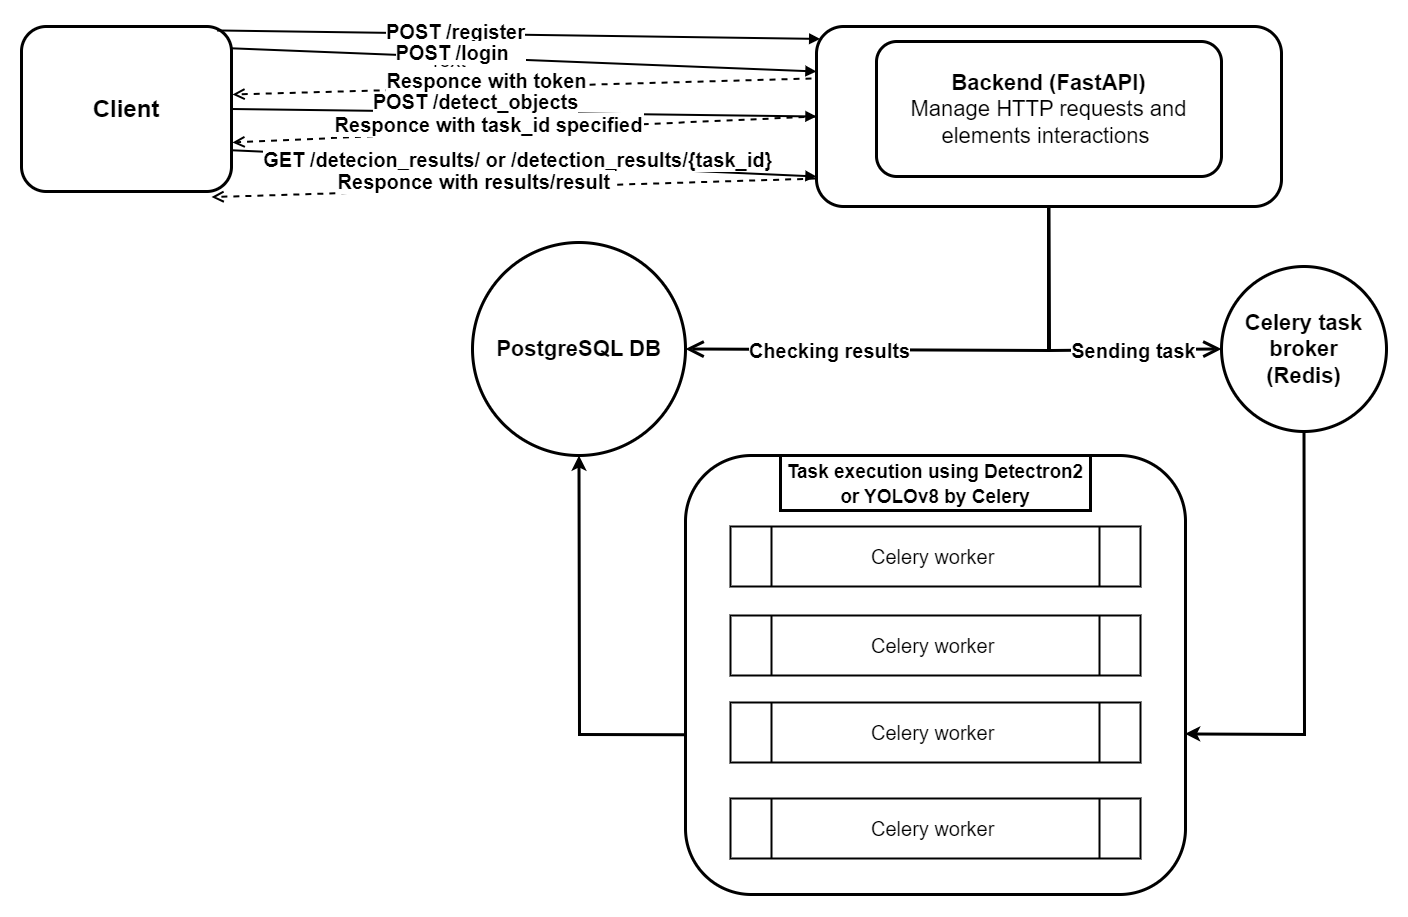 Client
POST /register
POST /login
Responce with token
POST /detect_objects
Responce with task_id specified
GET /detecion_results/ or /detection_results/{task_id}
Responce with results/result
Backend (FastAPI)
Manage HTTP requests and
elements interactions
PostgreSQL DB
Checking results
Sending task
Celery task
broker
(Redis)
Task execution using Detectron2
or YOLOv8 by Celery
Celery worker
Celery worker
Celery worker
Celery worker